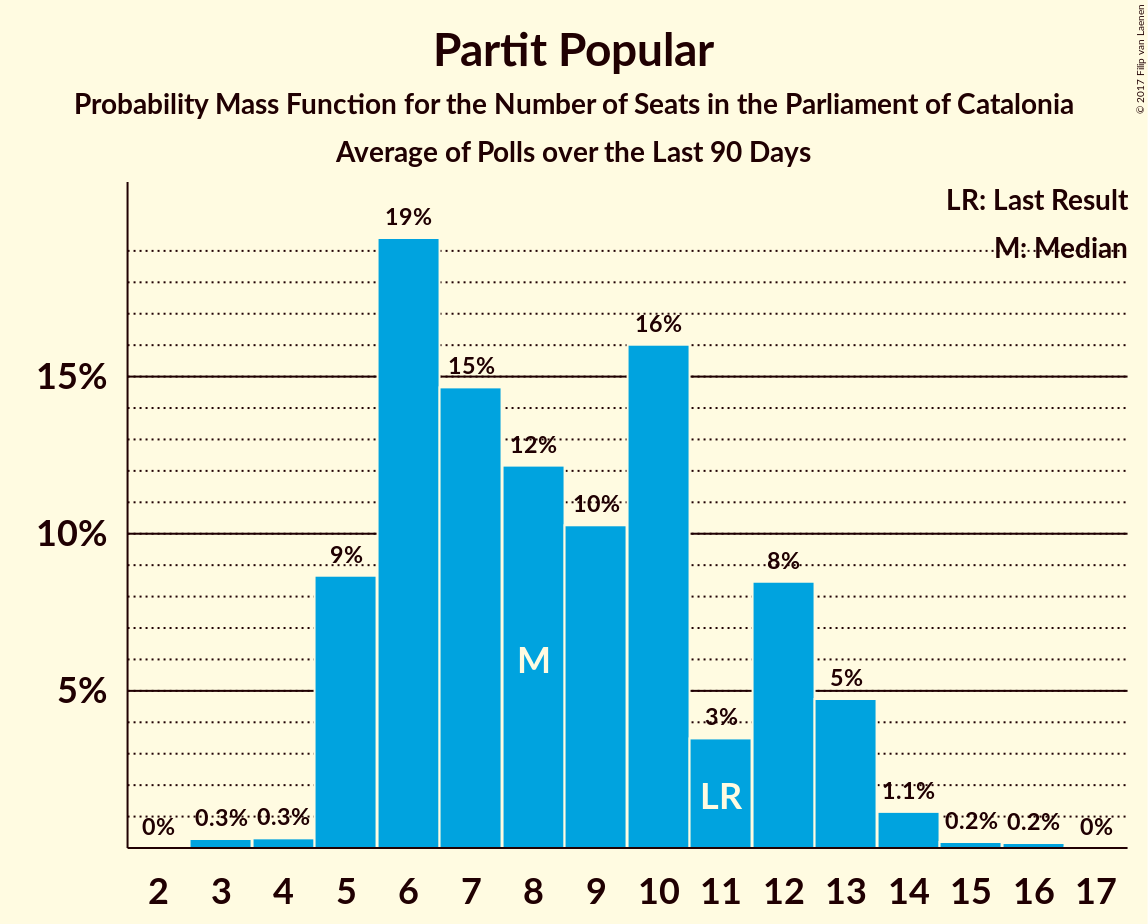 Partit Popular
Probability Mass Function for the Number of Seats in the Parliament of Catalonia
Average of Polls over the Last 90 Days
© 2017 Filip van Laenen
LR: Last Result
M: Median
19%
16%
15%
15%
12%
10%
10%
9%
8%
M
5%
5%
3%
LR
1.1%
0% 0.3% 0.3% 0.2% 0.2% 0%
2 3 4 5 6 7 8 9 10 11 12 13 14 15 16 17